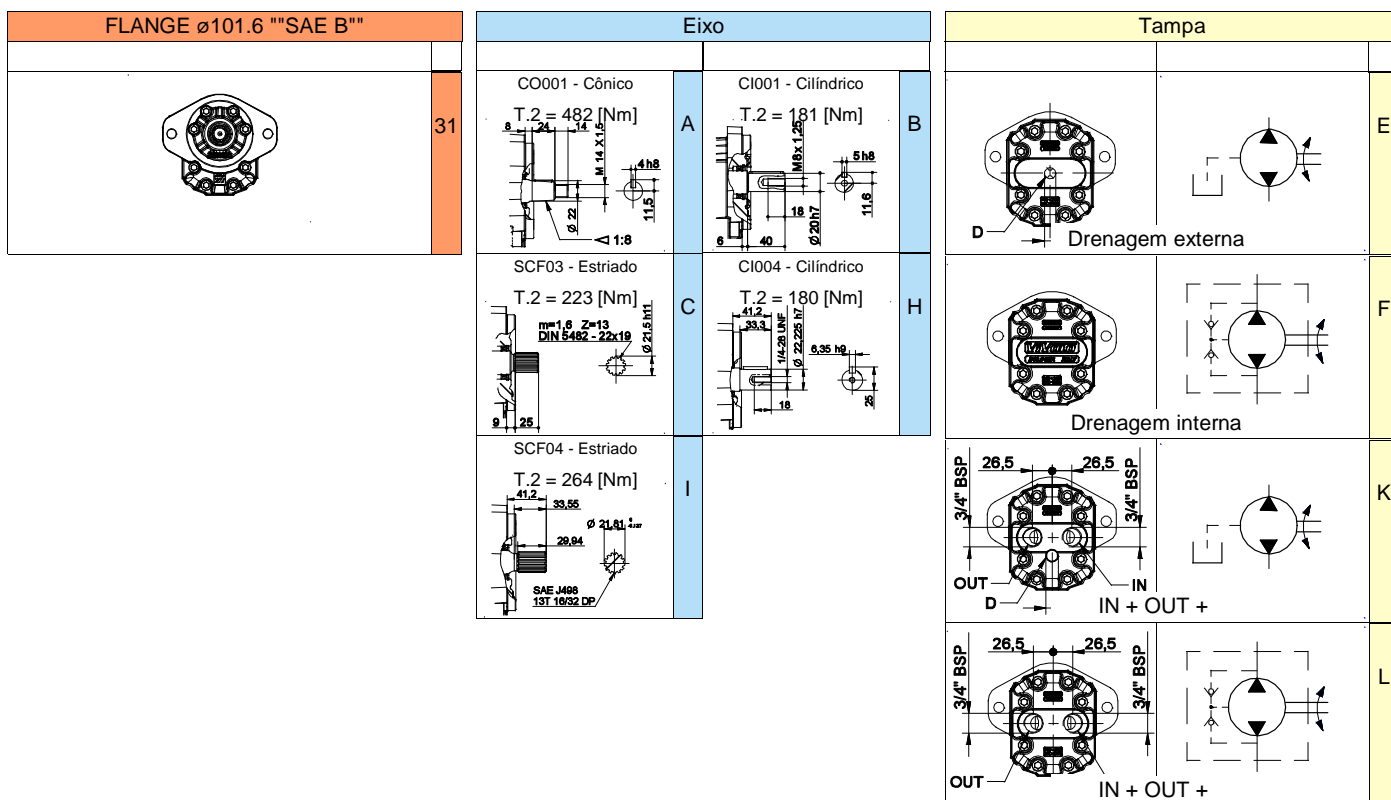 FLANGE ø101.6 ""SAE B""
31
Eixo
CO001 - Cônico
T.2 = 482 [Nm]
8
24
14
M 14 X 1,5
4 h8
11,5
Ø 22
1:8
A
CI001 - Cilíndrico
T.2 = 181 [Nm]
M8 x 1,25
5 h8
11,6
18
Ø20 h7
6
40
B
SCF03 - Estriado
T.2 = 223 [Nm]
m=1,6 Z=13
DIN 5482 - 22x19
Ø 21,5 h11
9
25
C
CI004 - Cilíndrico
T.2 = 180 [Nm]
41,2
33,3
1/4-28 UNF
Ø 22,225 h7
6,35 h9
25
18
H
SCF04 - Estriado
T.2 = 264 [Nm]
41,2
33,55
Ø 21,81
29,94
SAE J498
13T 16/32 DP
I
Tampa
D
Drenagem externa
E
Drenagem interna
F
26,5
26,5
3/4" BSP
3/4" BSP
OUT
IN
D
IN + OUT +
K
26,5
26,5
3/4" BSP
3/4" BSP
OUT
IN + OUT +
L